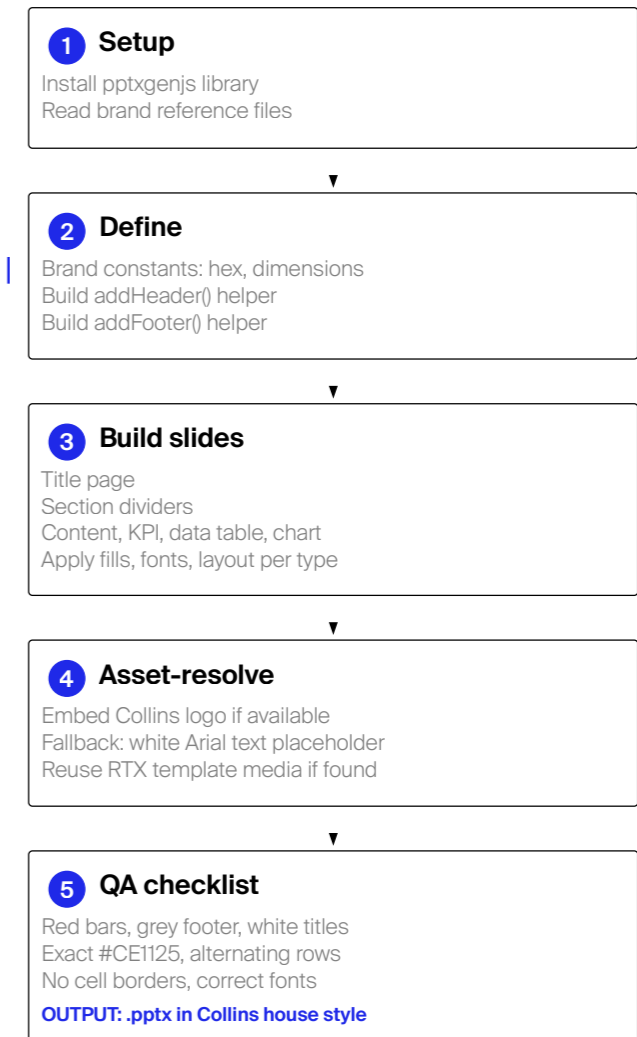 1 Setup
Install pptxgenjs library
Read brand reference files
2 Define
Brand constants: hex, dimensions
Build addHeader() helper
Build addFooter() helper
3 Build slides
Title page
Section dividers
Content, KPI, data table, chart
Apply fills, fonts, layout per type
4 Asset-resolve
Embed Collins logo if available
Fallback: white Arial text placeholder
Reuse RTX template media if found
5 QA checklist
Red bars, grey footer, white titles
Exact #CE1125, alternating rows
No cell borders, correct fonts
OUTPUT: .pptx in Collins house style